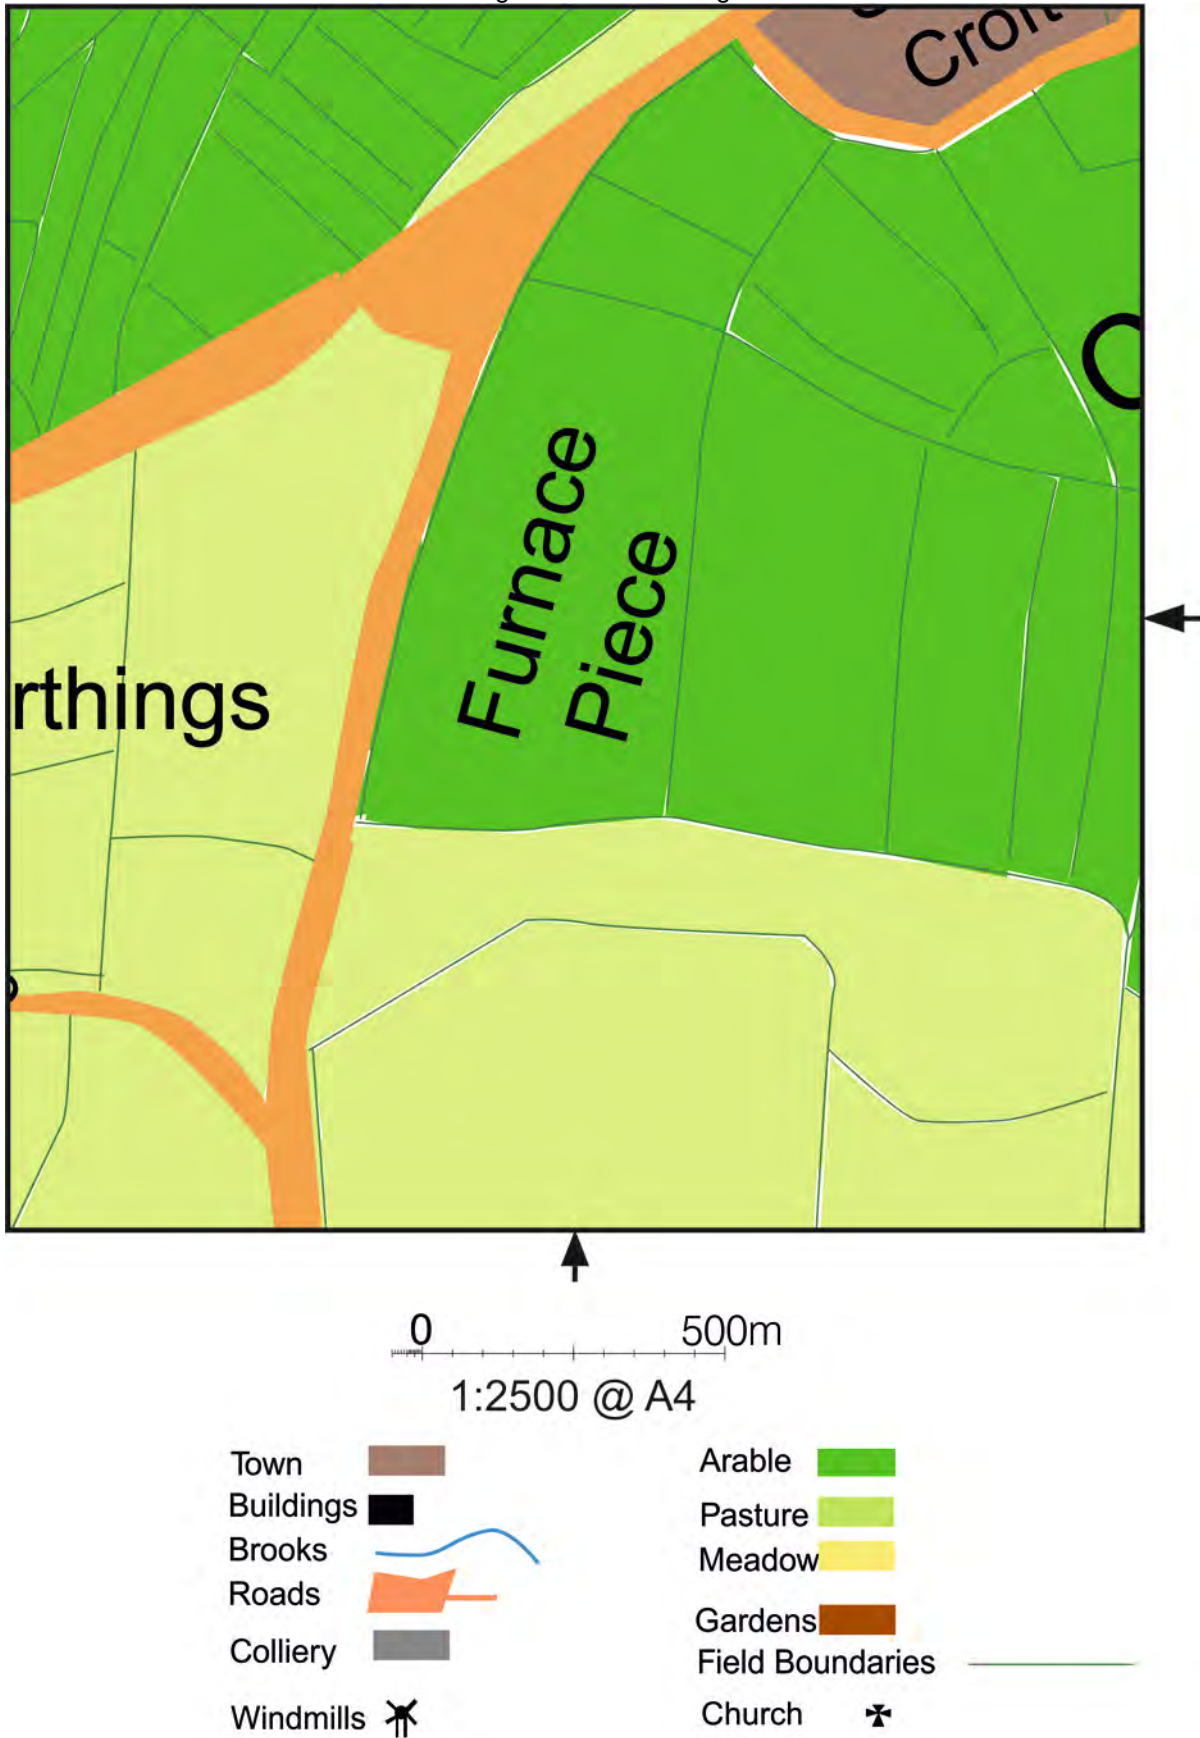 Croft
Furnace
Piece
rthings
0 500m
1:2500 @ A4
Town
Buildings
Brooks
Roads
Colliery
Windmills
Arable
Pasture
Meadow
Gardens
Field Boundaries
Church